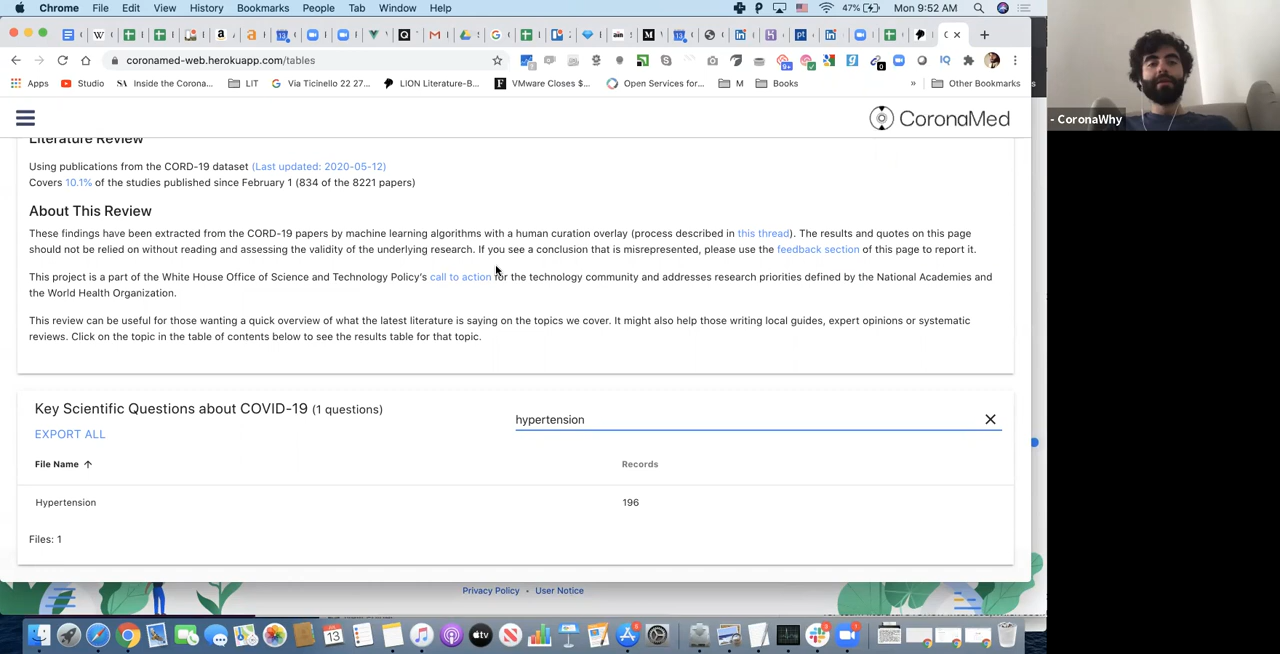 Chrome File Edit View History Bookmarks People Tab Window Help 47% Mon 9:52 AM
coronamed-web.herokuapp.com/tables
Apps Studio Inside the Corona... LIT Via Ticinello 22 27... LION Literature-B... VMware Closes $... Open Services for... M Books » Other Bookmarks
CoronaMed
- CoronaWhy
Literature Review
Using publications from the CORD-19 dataset (Last updated: 2020-05-12)
Covers 10.1% of the studies published since February 1 (834 of the 8221 papers)
About This Review
These findings have been extracted from the CORD-19 papers by machine learning algorithms with a human curation overlay (process described in this thread). The results and quotes on this page
should not be relied on without reading and assessing the validity of the underlying research. If you see a conclusion that is misrepresented, please use the feedback section of this page to report it.
This project is a part of the White House Office of Science and Technology Policy's call to action for the technology community and addresses research priorities defined by the National Academies and
the World Health Organization.
This review can be useful for those wanting a quick overview of what the latest literature is saying on the topics we cover. It might also help those writing local guides, expert opinions or systematic
reviews. Click on the topic in the table of contents below to see the results table for that topic.
Key Scientific Questions about COVID-19 (1 questions)
hypertension
EXPORT ALL
File Name Records
Hypertension 196
Files: 1
Privacy Policy • User Notice